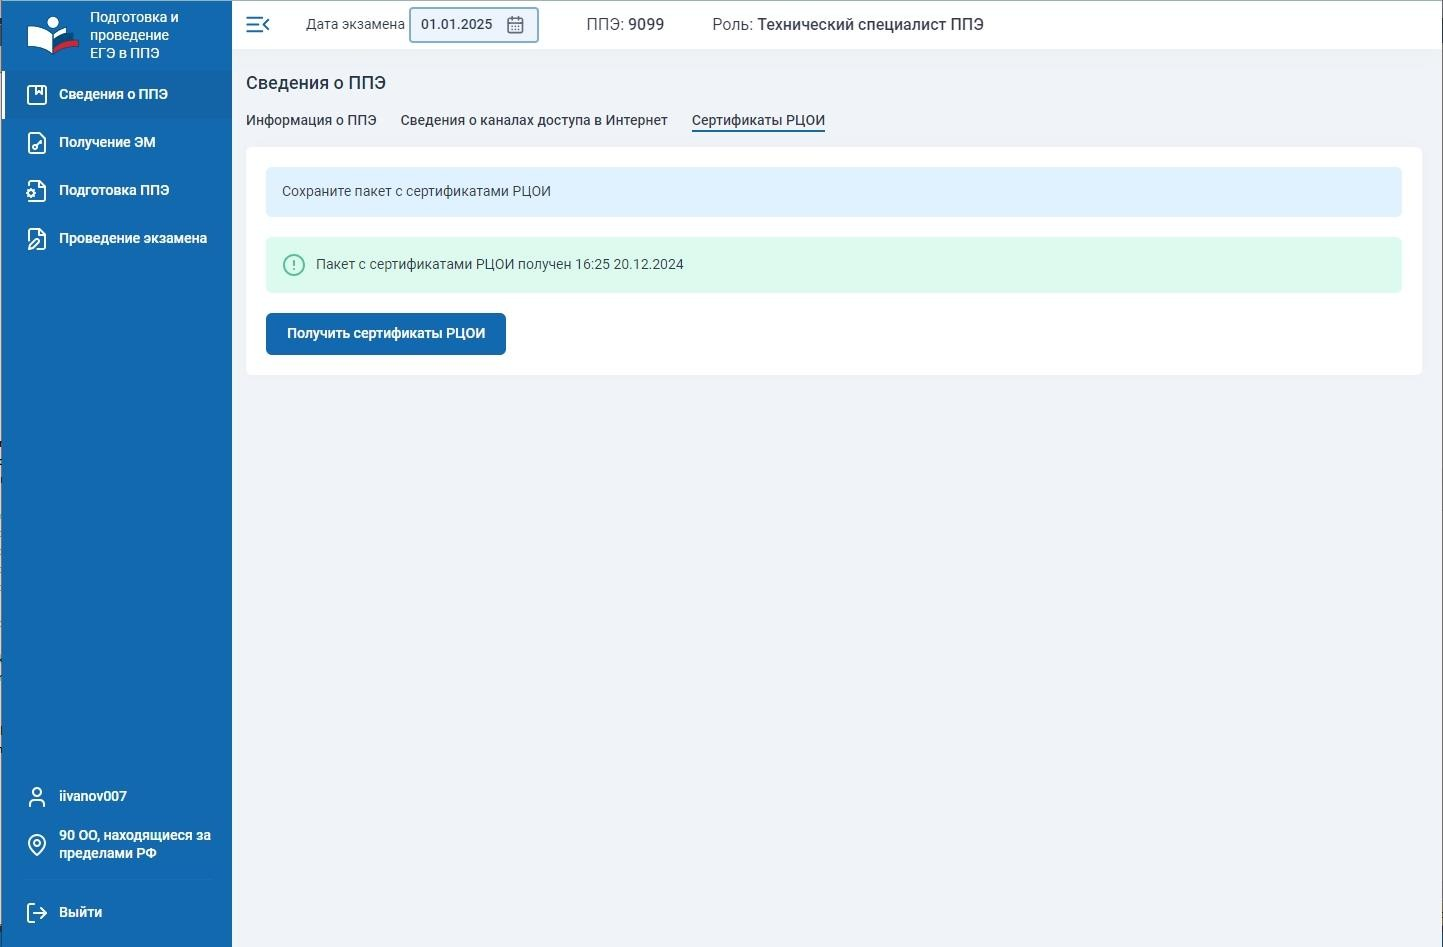 Подготовка и
проведение
ЕГЭ в ППЭ
Дата экзамена 01.01.2025 ППЭ: 9099 Роль: Технический специалист ППЭ
Сведения о ППЭ
Получение ЭМ
Подготовка ППЭ
Проведение экзамена
Сведения о ППЭ
Информация о ППЭ Сведения о каналах доступа в Интернет Сертификаты РЦОИ
Сохраните пакет с сертификатами РЦОИ
Пакет с сертификатами РЦОИ получен 16:25 20.12.2024
Получить сертификаты РЦОИ
iivanov007
90 ОО, находящиеся за
пределами РФ
Выйти